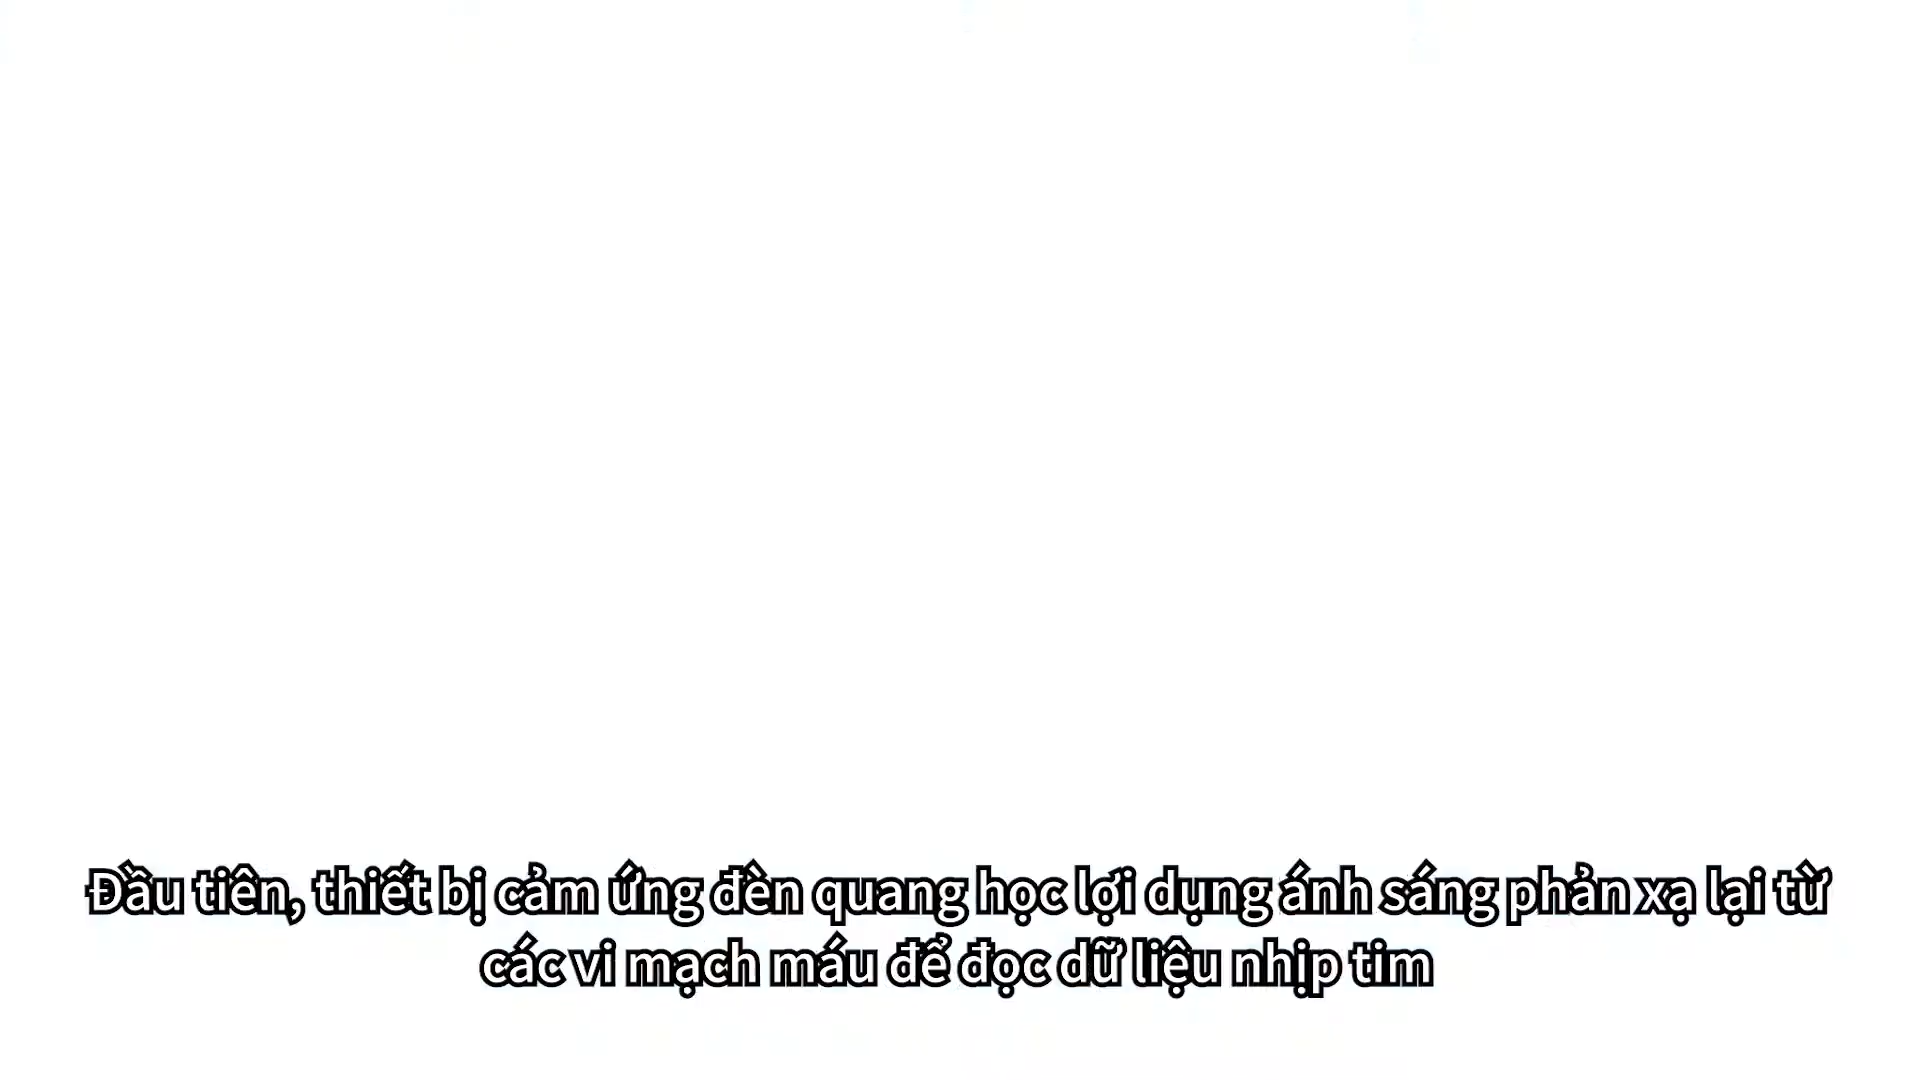 Đầu tiên, thiết bị cảm ứng đèn quang học lợi dụng ánh sáng phản xạ lại từ
các vi mạch máu để đọc dữ liệu nhịp tim